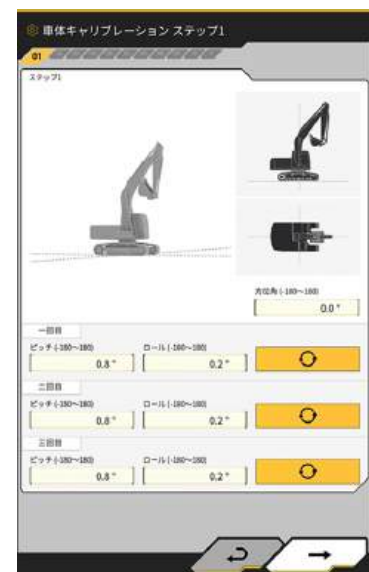 車体キャリブレーション ステップ1
01
ステップ1
方位角 (-180～180)
0.0 °
一回目
ピッチ (-180～180) ロール (-180～180)
0.8 ° 0.2 °
二回目
ピッチ (-180～180) ロール (-180～180)
0.8 ° 0.2 °
三回目
ピッチ (-180～180) ロール (-180～180)
0.8 ° 0.2 °